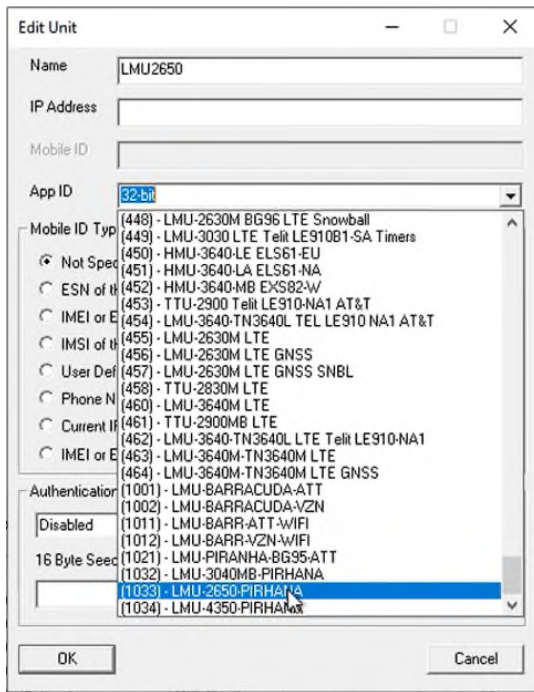 Edit Unit
Name
LMU2650
IP Address
Mobile ID
App ID
32-bit
Mobile ID Typ
Not Spec
ESN of th
IMEI or E
IMSI of th
User Def
Phone N
Current IF
IMEI or E
(448) - LMU-2630M BG96 LTE Snowball
(449) - LMU-3030 LTE Telit LE910B1-SA Timers
(450) - HMU-3640-LE ELS61-EU
(451) - HMU-3640-LA ELS61-NA
(452) - HMU-3640-MB EXS82-W
(453) - TTU-2900 Telit LE910-NA1 AT&T
(454) - LMU-3640-TN3640L TEL LE910 NA1 AT&T
(455) - LMU-2630M LTE
(456) - LMU-2630M LTE GNSS
(457) - LMU-2630M LTE GNSS SNBL
(458) - TTU-2830M LTE
(460) - LMU-3640M LTE
(461) - TTU-2900MB LTE
(462) - LMU-3640-TN3640L LTE Telit LE910-NA1
(463) - LMU-3640M-TN3640M LTE
(464) - LMU-3640M-TN3640M LTE GNSS
(1001) - LMU-BARRACUDA-ATT
(1002) - LMU-BARRACUDA-VZN
(1011) - LMU-BARR-ATT-WIFI
(1012) - LMU-BARR-VZN-WIFI
(1021) - LMU-PIRANHA-BG95-ATT
(1032) - LMU-3040MB-PIRHANA
(1033) - LMU-2650-PIRHANA
(1034) - LMU-4350-PIRHANA
Authentication
Disabled
16 Byte Seed
OK
Cancel